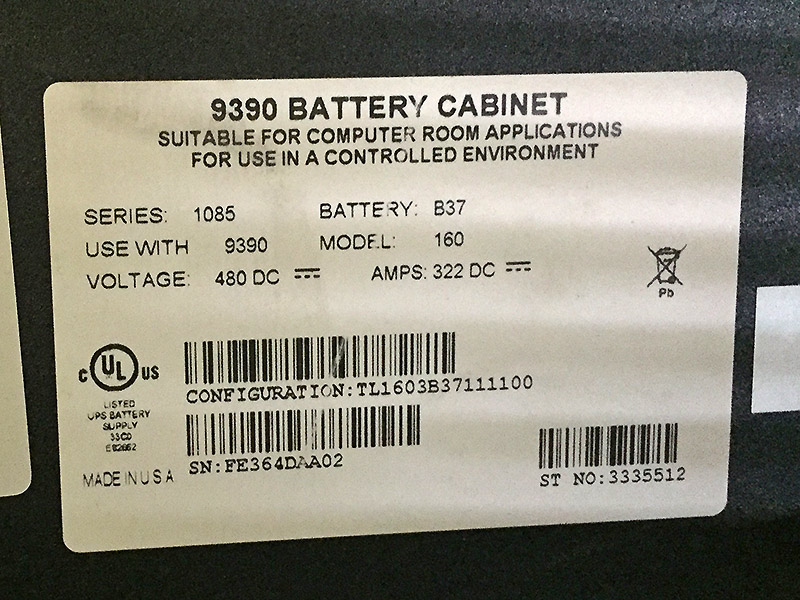 9390 BATTERY CABINET
SUITABLE FOR COMPUTER ROOM APPLICATIONS
FOR USE IN A CONTROLLED ENVIRONMENT
SERIES: 1085 BATTERY: B37
USE WITH 9390 MODEL: 160
VOLTAGE: 480 DC AMPS: 322 DC
Pb
C UL US
LISTED
UPS BATTERY
SUPPLY
33CD
CONFIGURATION:TL1603B37111100
SN:FE364DAA02
MADE IN U S A
ST NO:3335512